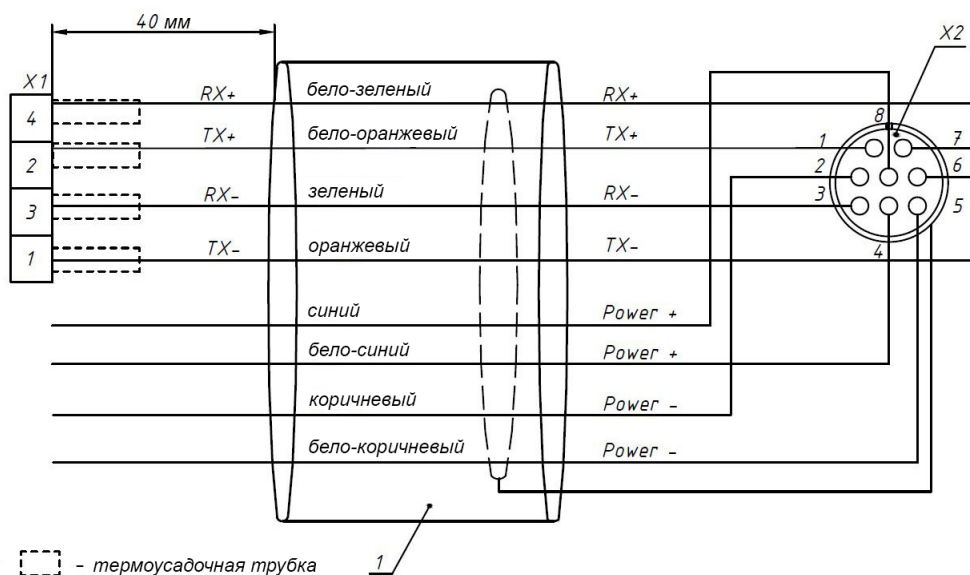 40 мм
X2
X1
4 RX+ бело-зеленый RX+
8
2 TX+ бело-оранжевый TX+ 1 7
2 6
3 RX- зеленый RX- 3 5
1 TX- оранжевый TX- 4
синий Power +
бело-синий Power +
коричневый Power -
бело-коричневый Power -
- термоусадочная трубка 1